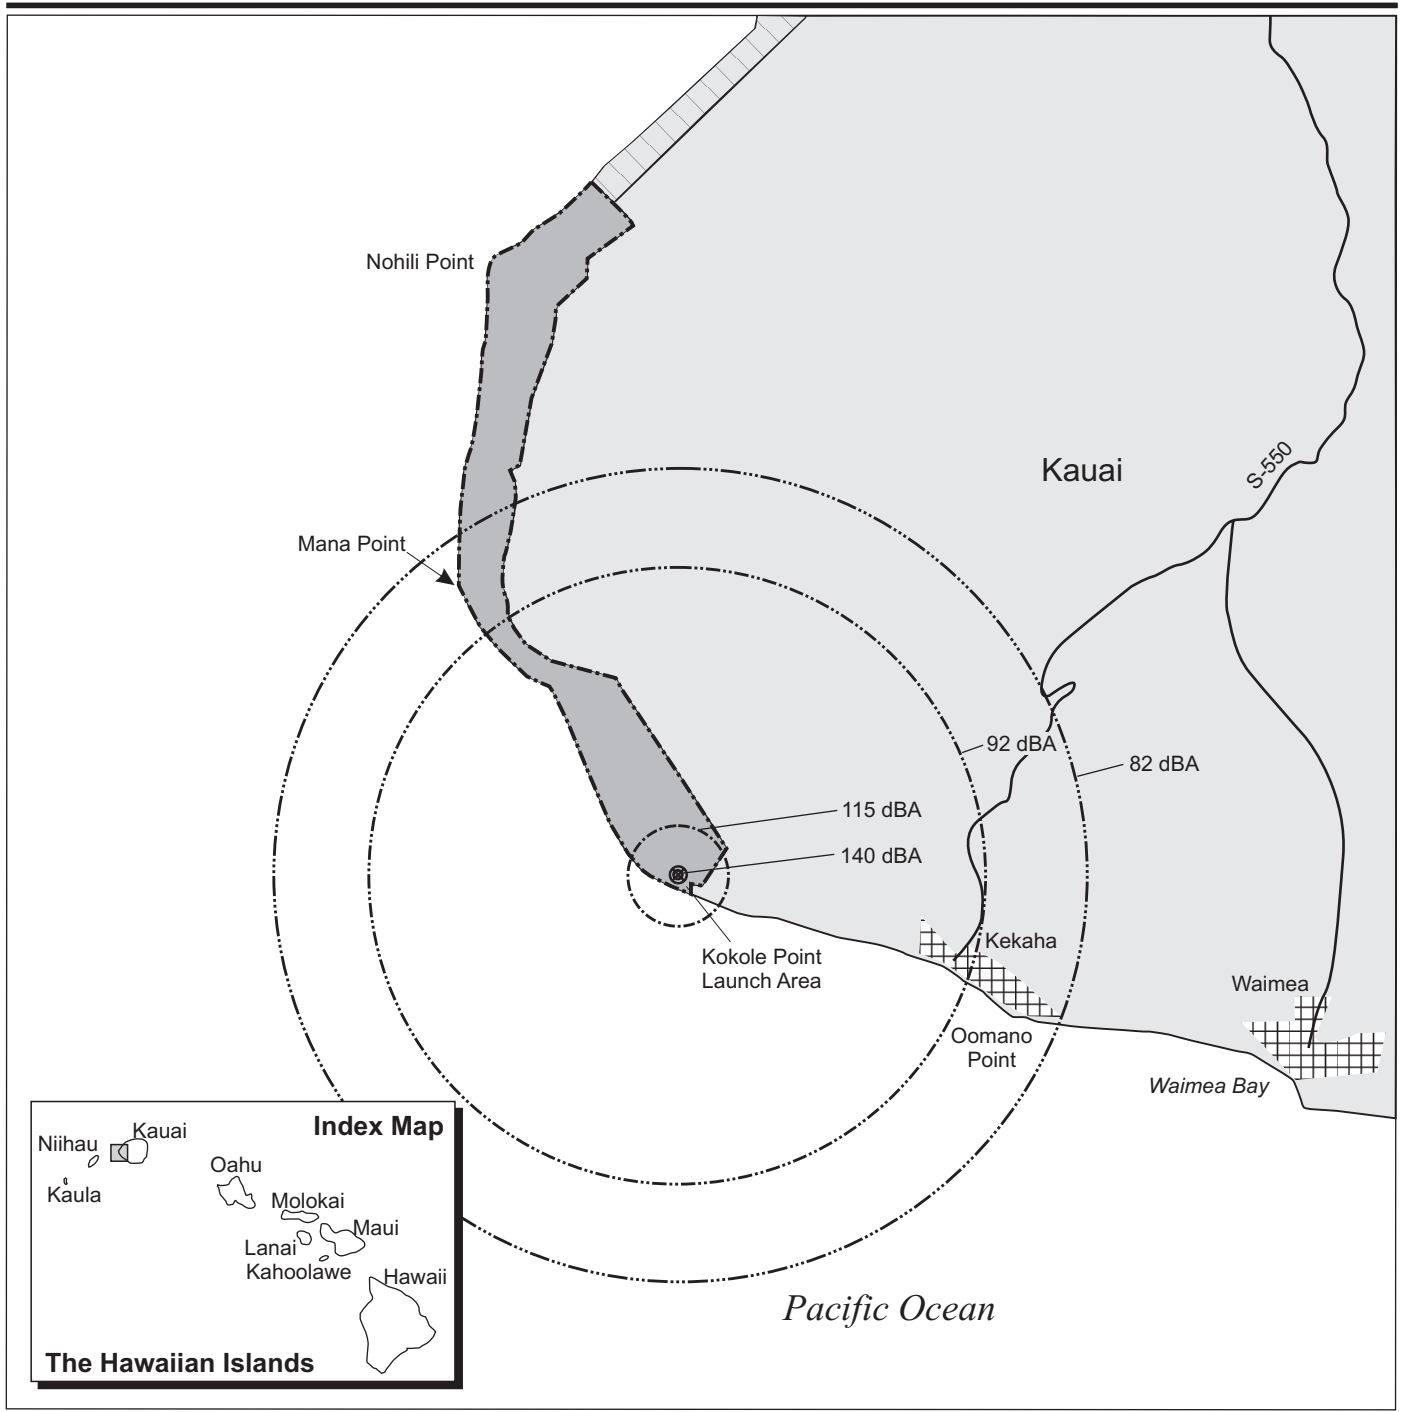 Nohili Point
Kauai
S-550
Mana Point
92 dBA
82 dBA
115 dBA
140 dBA
Kekaha
Kokole Point
Launch Area
Waimea
Oomano
Point
Waimea Bay
Index Map
Kauai
Niihau
Oahu
Kaula
Molokai
Maui
Lanai
Kahoolawe
Hawaii
Pacific Ocean
The Hawaiian Islands